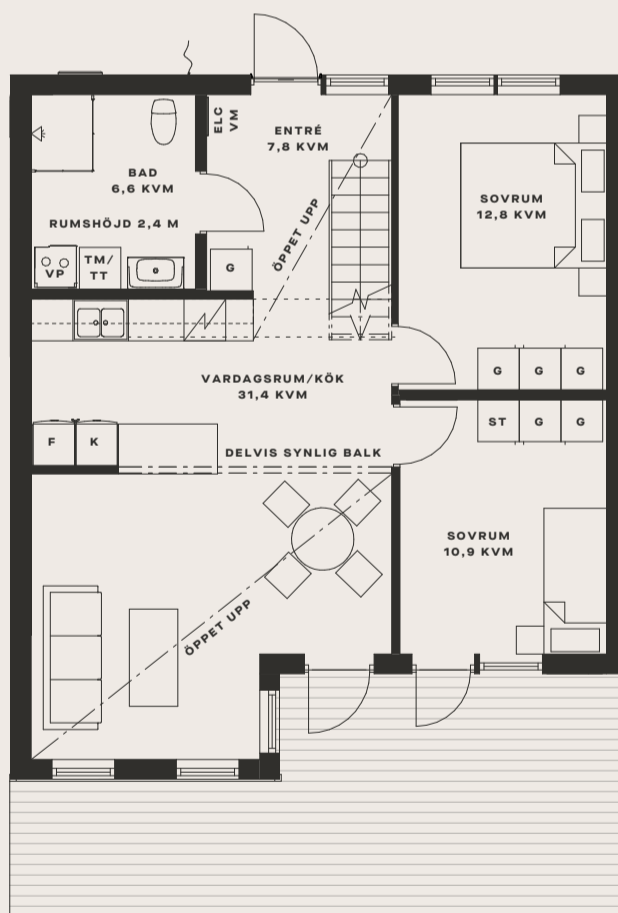 ELC
VM
ENTRÉ
7,8 KVM
BAD
6,6 KVM
RUMSHÖJD 2,4 M
SOVRUM
12,8 KVM
ÖPPET UPP
VP
TM/
TT
G
VARDAGSRUM/KÖK
31,4 KVM
G
G
G
ST
G
G
F
K
DELVIS SYNLIG BALK
SOVRUM
10,9 KVM
ÖPPET UPP